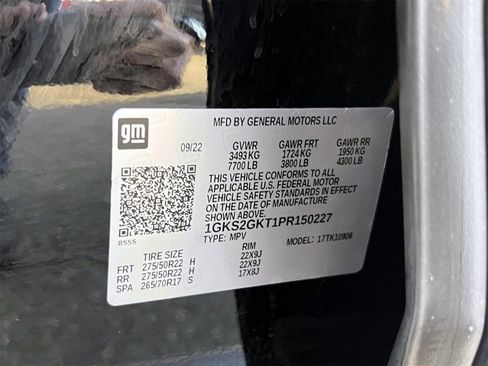 MFD BY GENERAL MOTORS LLC
gm
09/22 GVWR GAWR FRT GAWR RR
3493 KG 1724 KG 1950 KG
7700 LB 3800 LB 4300 LB
THIS VEHICLE CONFORMS TO ALL
APPLICABLE U.S. FEDERAL MOTOR
VEHICLE SAFETY STANDARDS IN EFFECT
ON THE DATE OF MANUFACTURE
SHOWN ABOVE.
1GKS2GKT1PR150227
B555 TYPE: MPV MODEL: 17TK10906
TIRE SIZE RIM
FRT 275/50R22 H 22X9J
RR 275/50R22 H 22X9J
SPA 265/70R17 S 17X8J